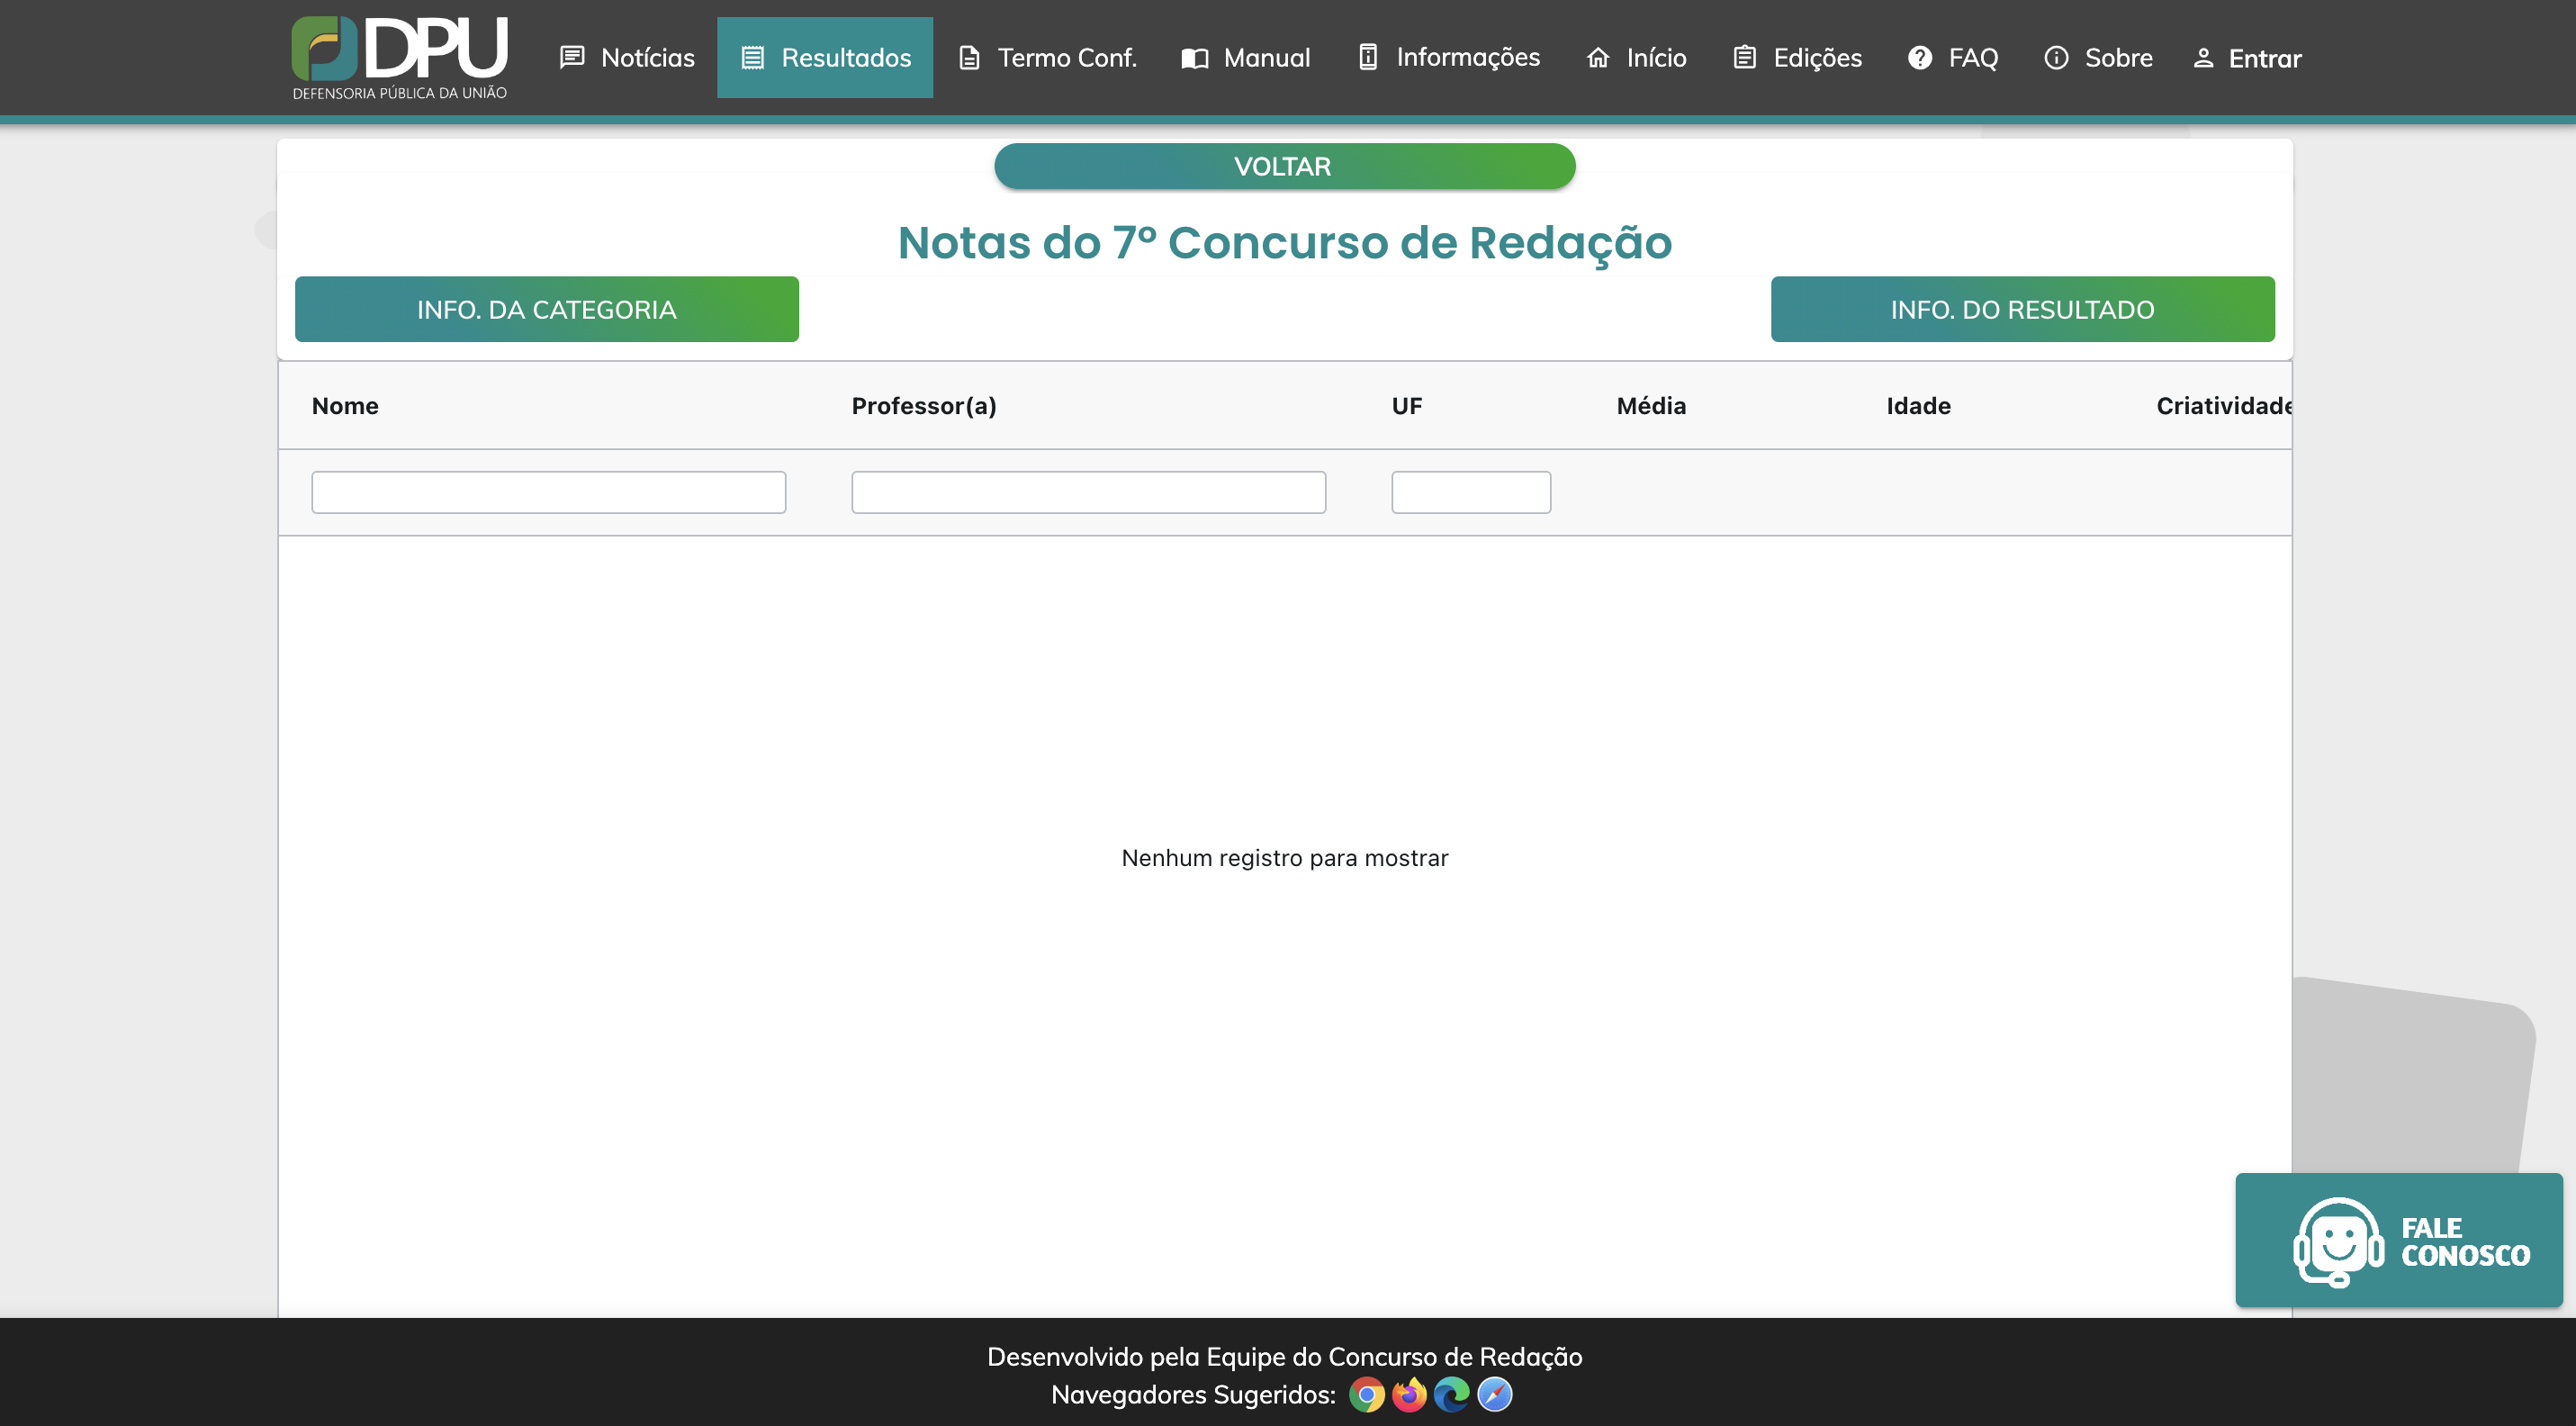 DPU
DEFENSORIA PÚBLICA DA UNIÃO
Notícias
Resultados
Termo Conf.
Manual
Informações
Início
Edições
FAQ
Sobre
Entrar
VOLTAR
Notas do 7º Concurso de Redação
INFO. DA CATEGORIA
INFO. DO RESULTADO
Nome
Professor(a)
UF
Média
Idade
Criatividade
Nenhum registro para mostrar
FALE
CONOSCO
Desenvolvido pela Equipe do Concurso de Redação
Navegadores Sugeridos: